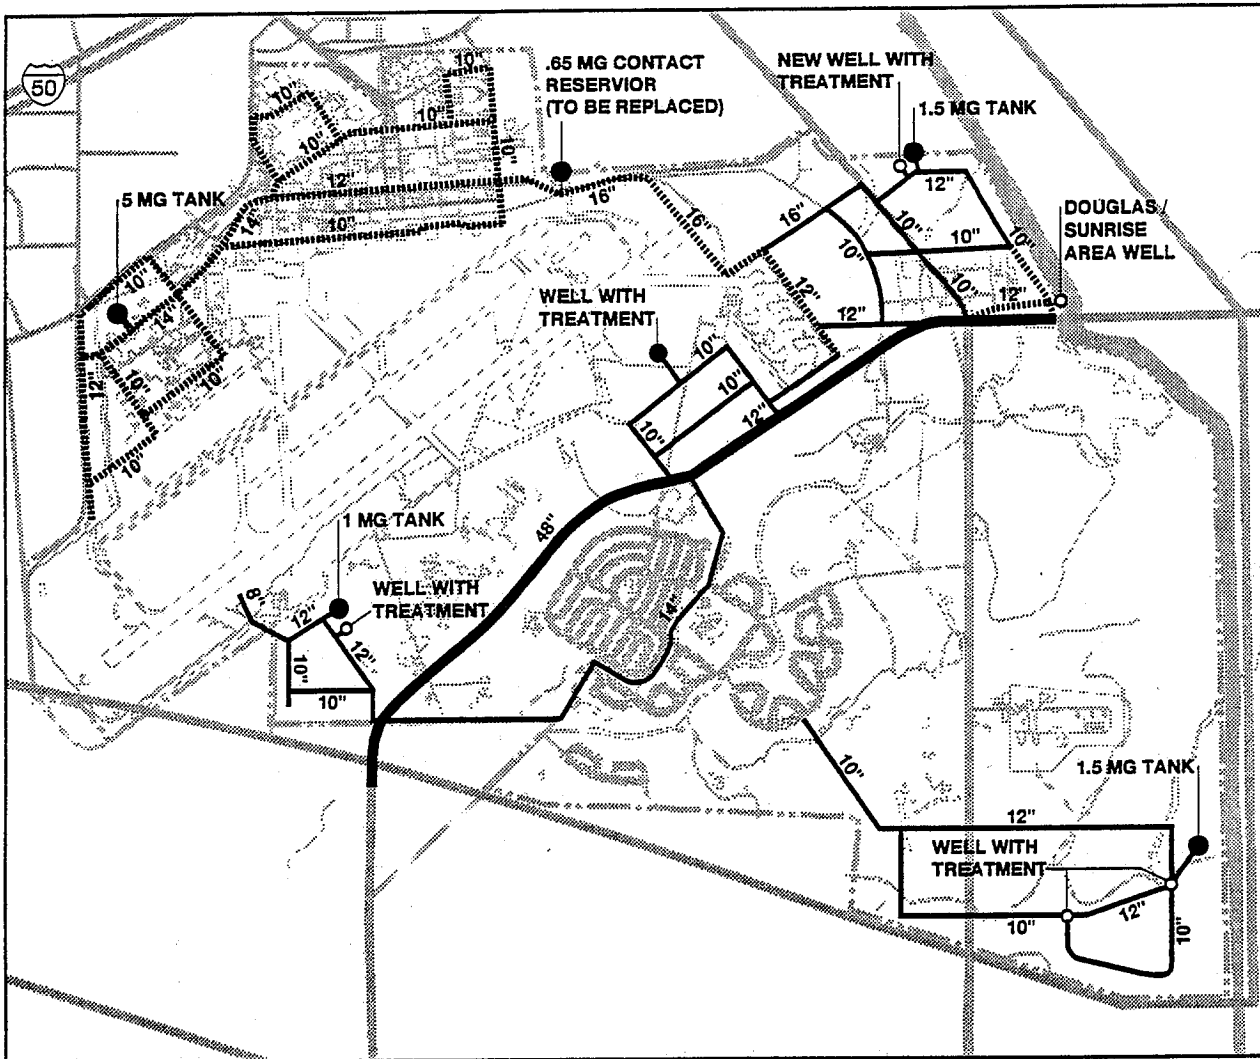 50
.65 MG CONTACT
RESERVIOR
(TO BE REPLACED)
NEW WELL WITH
TREATMENT
1.5 MG TANK
10"
10"
10"
10"
10"
12"
16"
14"
10"
.5 MG TANK
10"
14"
12"
10"
10"
10"
16"
16"
12"
10"
10"
10"
10"
10"
12"
12"
12"
DOUGLAS /
SUNRISE
AREA WELL
WELL WITH
TREATMENT
10"
10"
10"
12"
48"
14"
1 MG TANK
WELL WITH
TREATMENT
8"
12"
12"
10"
10"
10"
12"
1.5 MG TANK
WELL WITH
TREATMENT
10"
12"
10"